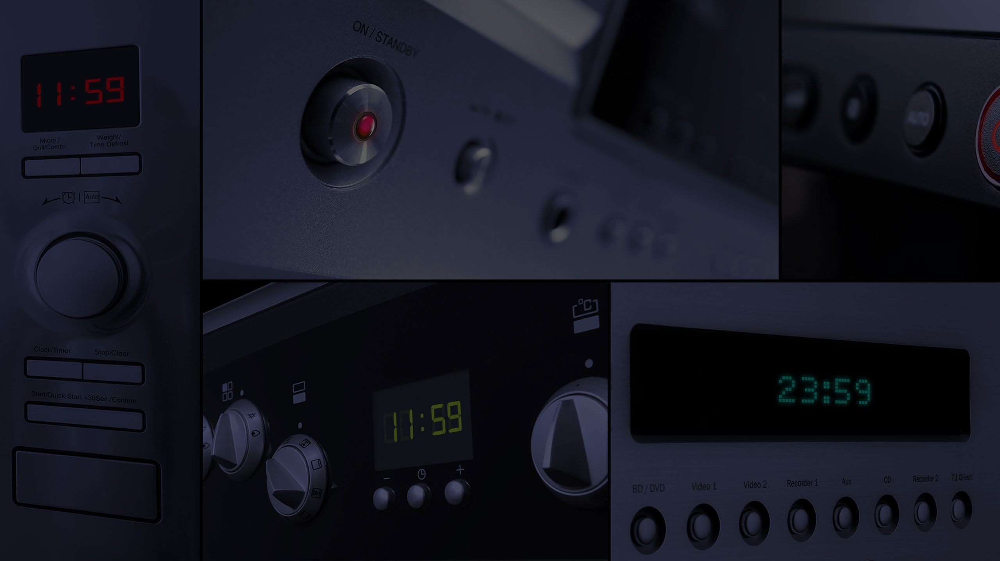 11:59
Micro./
Grill/Combi.
Weight/
Time Defrost
Auto
Clock/Timer
Stop/Clear
Start/Quick Start +30Sec./Confirm
ON / STANDBY
AUTO
°C
11:59
23:59
BD / DVD
Video 1
Video 2
Recorder 1
Aux
CD
Recorder 2
7.1 Direct